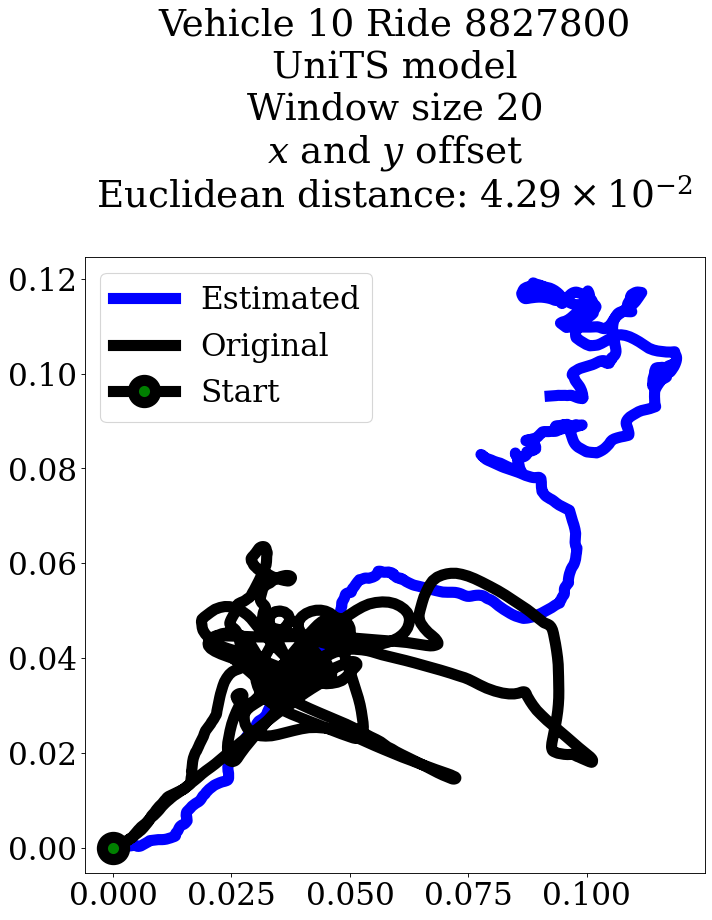 Vehicle 10 Ride 8827800
UniTS model
Window size 20
x and y offset
Euclidean distance: 4.29 × 10⁻²
Estimated
Original
Start
0.12
0.10
0.08
0.06
0.04
0.02
0.00
0.000 0.025 0.050 0.075 0.100